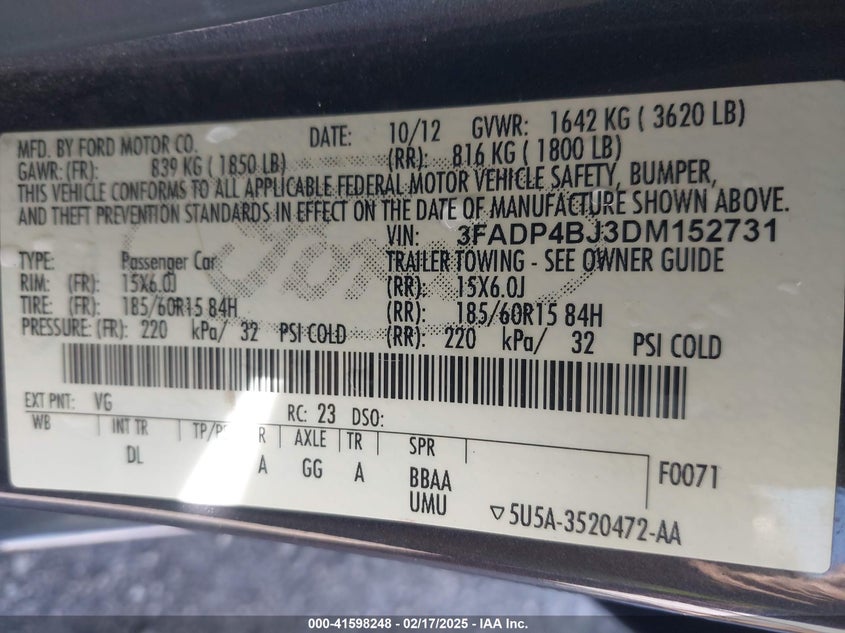 MFD. BY FORD MOTOR CO. DATE: 10/12 GVWR: 1642 KG ( 3620 LB)
GAWR: (FR): 839 KG ( 1850 LB) (RR): 816 KG ( 1800 LB)
THIS VEHICLE CONFORMS TO ALL APPLICABLE FEDERAL MOTOR VEHICLE SAFETY, BUMPER,
AND THEFT PREVENTION STANDARDS IN EFFECT ON THE DATE OF MANUFACTURE SHOWN ABOVE.
VIN: 3FADP4BJ3DM152731
TYPE: Passenger Car TRAILER TOWING - SEE OWNER GUIDE
RIM: (FR): 15X6.0J (RR): 15X6.0J
TIRE: (FR): 185/60R15 84H (RR): 185/60R15 84H
PRESSURE: (FR): 220 kPa/ 32 PSI COLD (RR): 220 kPa/ 32 PSI COLD
EXT PNT: VG RC: 23 DSO:
WB INT TR TP/PS R AXLE TR SPR
DL A GG A BBAA F0071
UMU ▽5U5A-3520472-AA
Ford
000-41598248 - 02/17/2025 - IAA Inc.